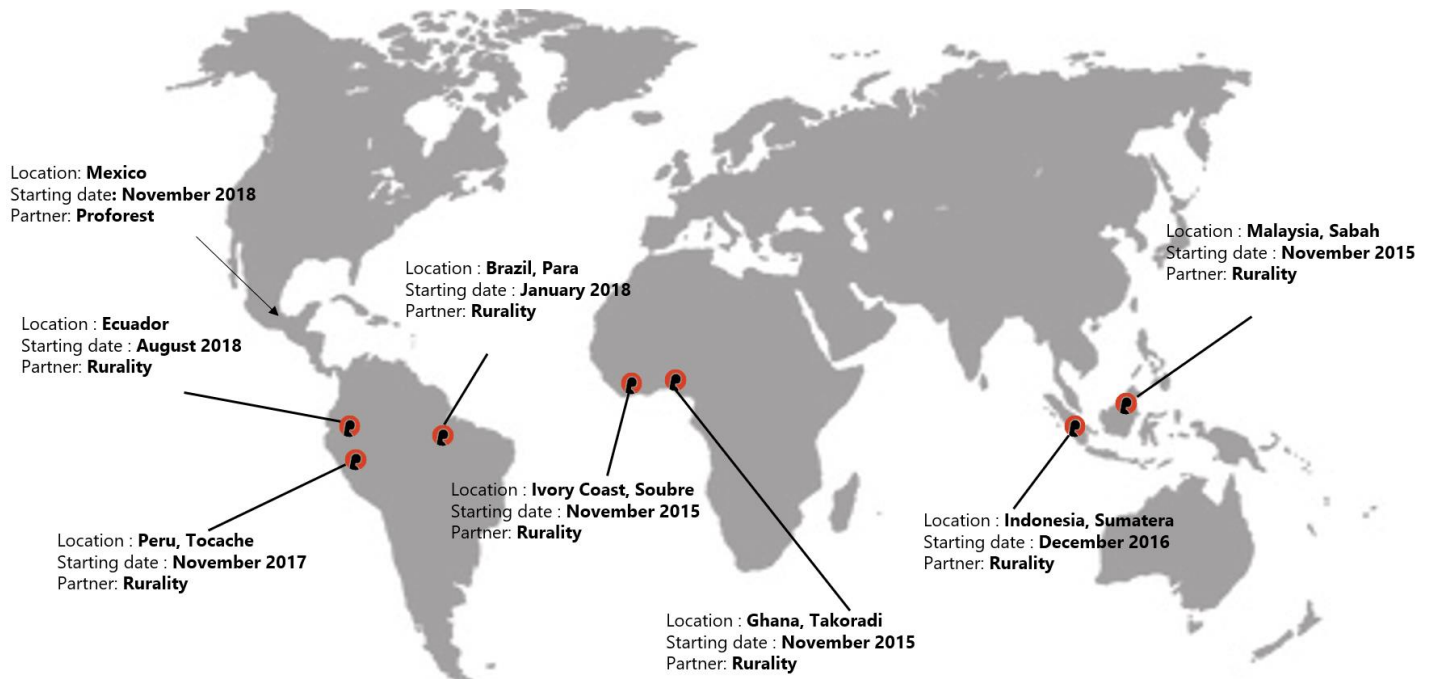 Location: Mexico
Starting date: November 2018
Partner: Proforest
Location : Brazil, Para
Starting date : January 2018
Partner: Rurality
Location : Malaysia, Sabah
Starting date : November 2015
Partner: Rurality
Location : Ecuador
Starting date : August 2018
Partner: Rurality
Location : Ivory Coast, Soubre
Starting date : November 2015
Partner: Rurality
Location : Indonesia, Sumatera
Starting date : December 2016
Partner: Rurality
Location : Peru, Tocache
Starting date : November 2017
Partner: Rurality
Location : Ghana, Takoradi
Starting date : November 2015
Partner: Rurality